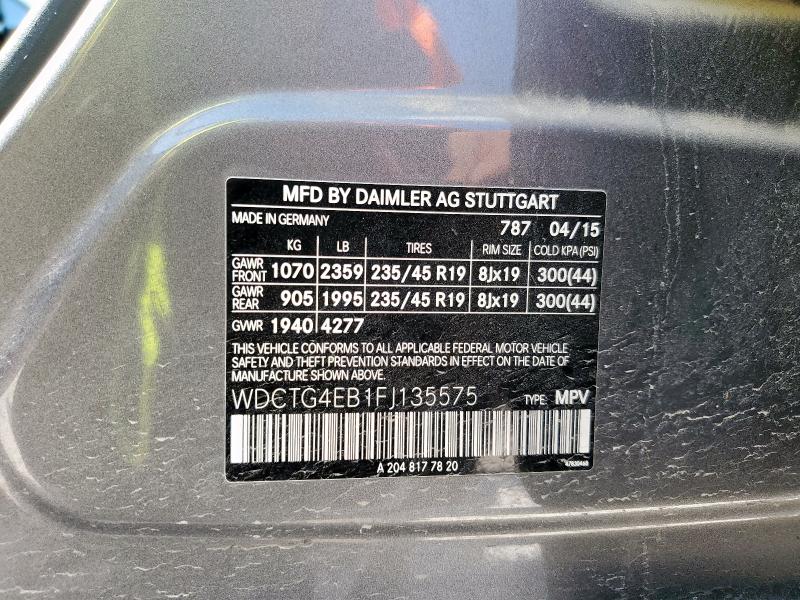 MFD BY DAIMLER AG STUTTGART
MADE IN GERMANY 787 04/15
KG LB TIRES RIM SIZE COLD KPA (PSI)
GAWR FRONT 1070 2359 235/45 R19 8Jx19 300(44)
GAWR REAR 905 1995 235/45 R19 8Jx19 300(44)
GVWR 1940 4277
THIS VEHICLE CONFORMS TO ALL APPLICABLE FEDERAL MOTOR VEHICLE
SAFETY AND THEFT PREVENTION STANDARDS IN EFFECT ON THE DATE OF
MANUFACTURE SHOWN ABOVE.
WDCTG4EB1FJ135575 TYPE: MPV
A 204 817 78 20